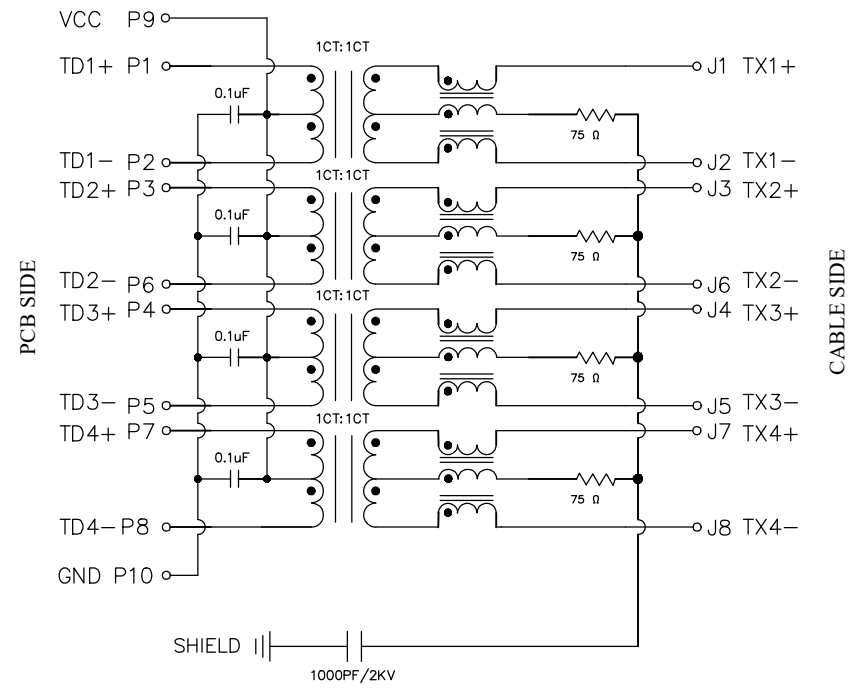 VCC P9
1CT:1CT
TD1+ P1
J1 TX1+
0.1uF
75 Ω
TD1- P2
J2 TX1-
1CT:1CT
TD2+ P3
J3 TX2+
0.1uF
75 Ω
TD2- P6
J6 TX2-
1CT:1CT
TD3+ P4
J4 TX3+
0.1uF
75 Ω
TD3- P5
J5 TX3-
1CT:1CT
TD4+ P7
J7 TX4+
0.1uF
75 Ω
TD4- P8
J8 TX4-
GND P10
SHIELD
1000PF/2KV
PCB SIDE
CABLE SIDE